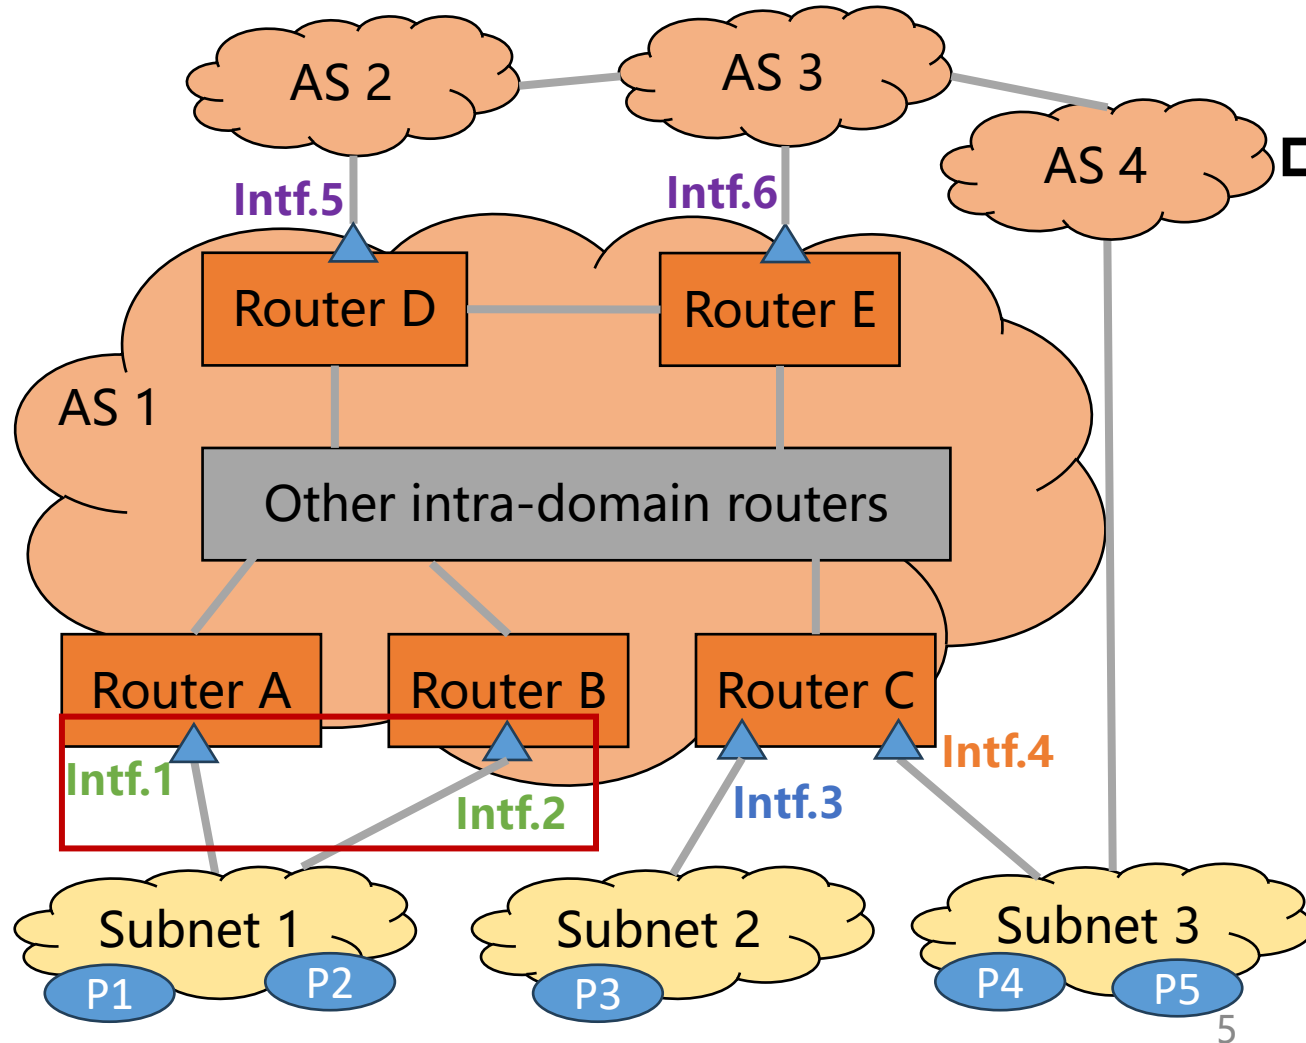 AS 2
AS 3
AS 4
Intf.5
Intf.6
Router D
Router E
AS 1
Other intra-domain routers
Router A
Router B
Router C
Intf.1
Intf.2
Intf.3
Intf.4
Subnet 1
Subnet 2
Subnet 3
P1
P2
P3
P4
P5
5